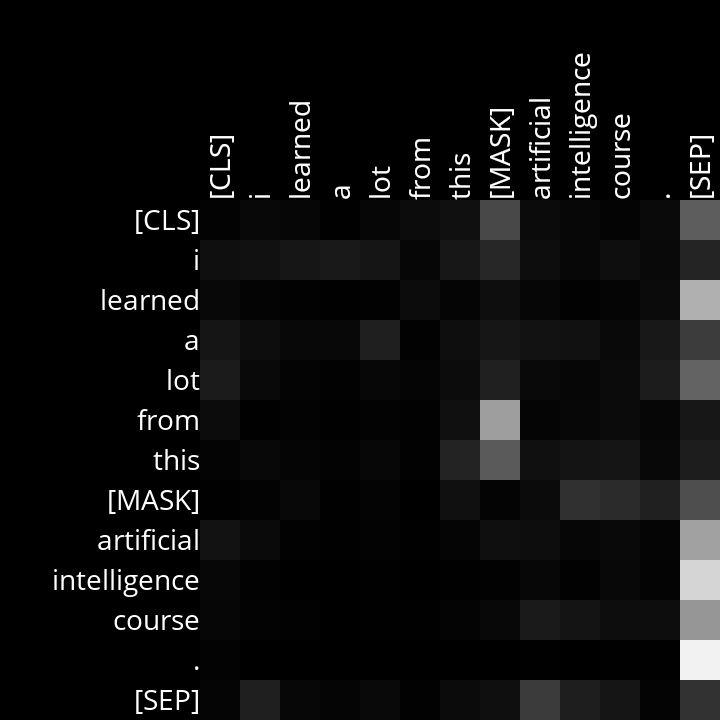 [CLS] i learned a lot from this [MASK] artificial intelligence course . [SEP]
[CLS]
i
learned
a
lot
from
this
[MASK]
artificial
intelligence
course
.
[SEP]